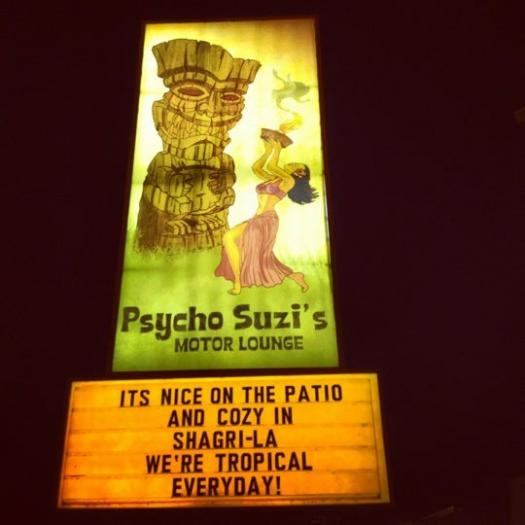 Psycho Suzi's
MOTOR LOUNGE
ITS NICE ON THE PATIO
AND COZY IN
SHAGRI-LA
WE'RE TROPICAL
EVERYDAY!